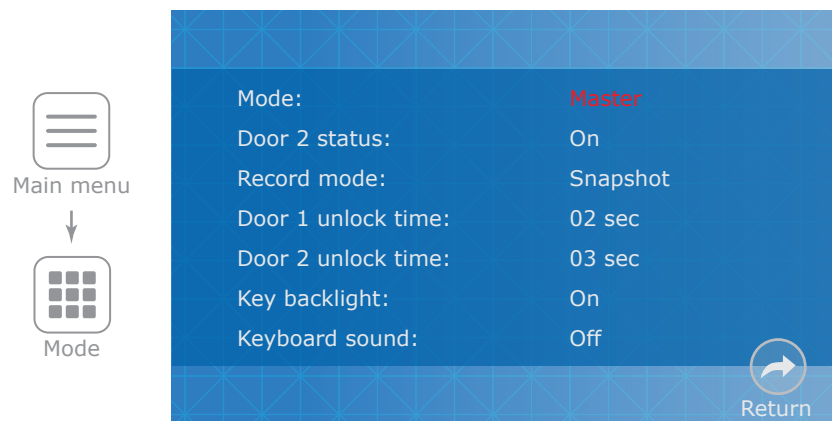 Main menu
Mode
Mode: Master
Door 2 status: On
Record mode: Snapshot
Door 1 unlock time: 02 sec
Door 2 unlock time: 03 sec
Key backlight: On
Keyboard sound: Off
Return